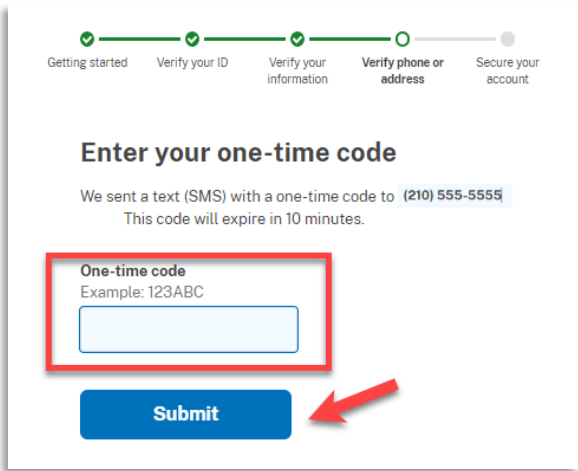 Getting started
Verify your ID
Verify your
information
Verify phone or
address
Secure your
account
Enter your one-time code
We sent a text (SMS) with a one-time code to (210) 555-5555
This code will expire in 10 minutes.
One-time code
Example: 123ABC
Submit